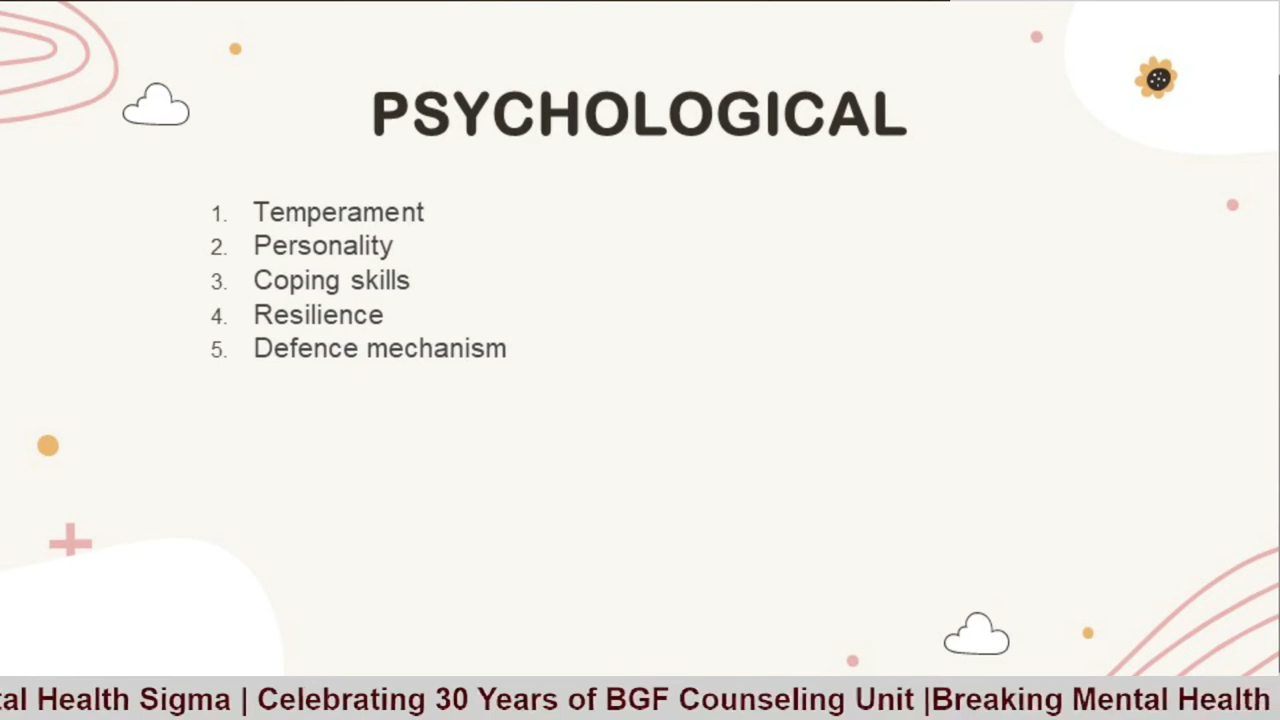 PSYCHOLOGICAL
1. Temperament
2. Personality
3. Coping skills
4. Resilience
5. Defence mechanism
tal Health Sigma | Celebrating 30 Years of BGF Counseling Unit |Breaking Mental Health